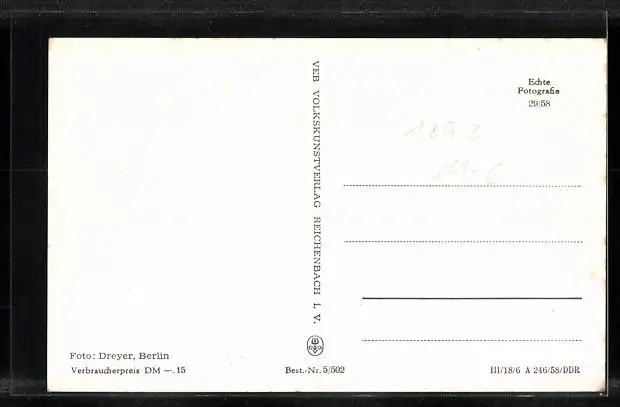 Echte
Fotografie
29/58
VEB VOLKSKUNSTVERLAG REICHENBACH i. V.
Foto: Dreyer, Berlin
Verbraucherpreis DM —.15
Best.-Nr. 5/502
III/18/6 A 246/58/DDR